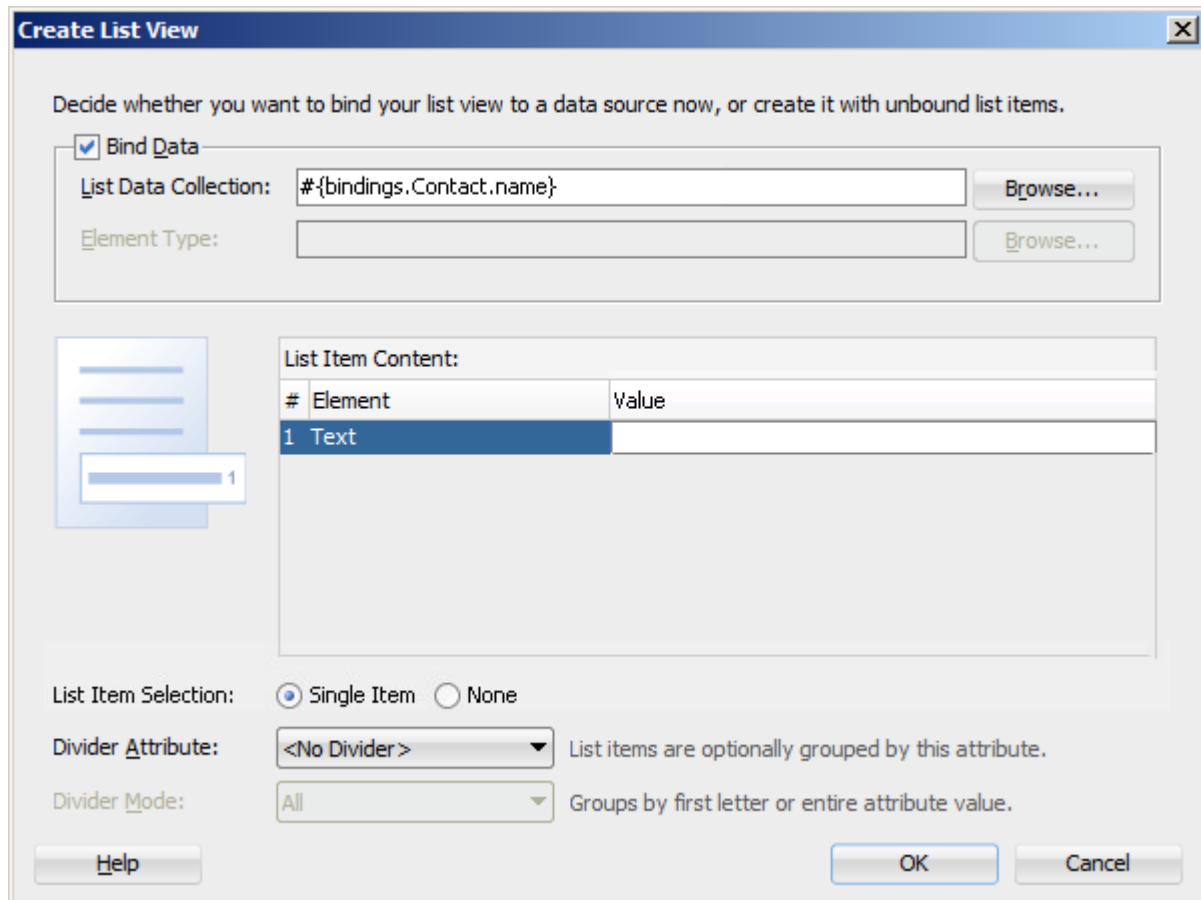 Create List View
Decide whether you want to bind your list view to a data source now, or create it with unbound list items.
Bind Data
List Data Collection: #{bindings.Contact.name} Browse...
Element Type: Browse...
List Item Content:
# Element Value
1 Text
1
List Item Selection: Single Item None
Divider Attribute: <No Divider> List items are optionally grouped by this attribute.
Divider Mode: All Groups by first letter or entire attribute value.
Help OK Cancel